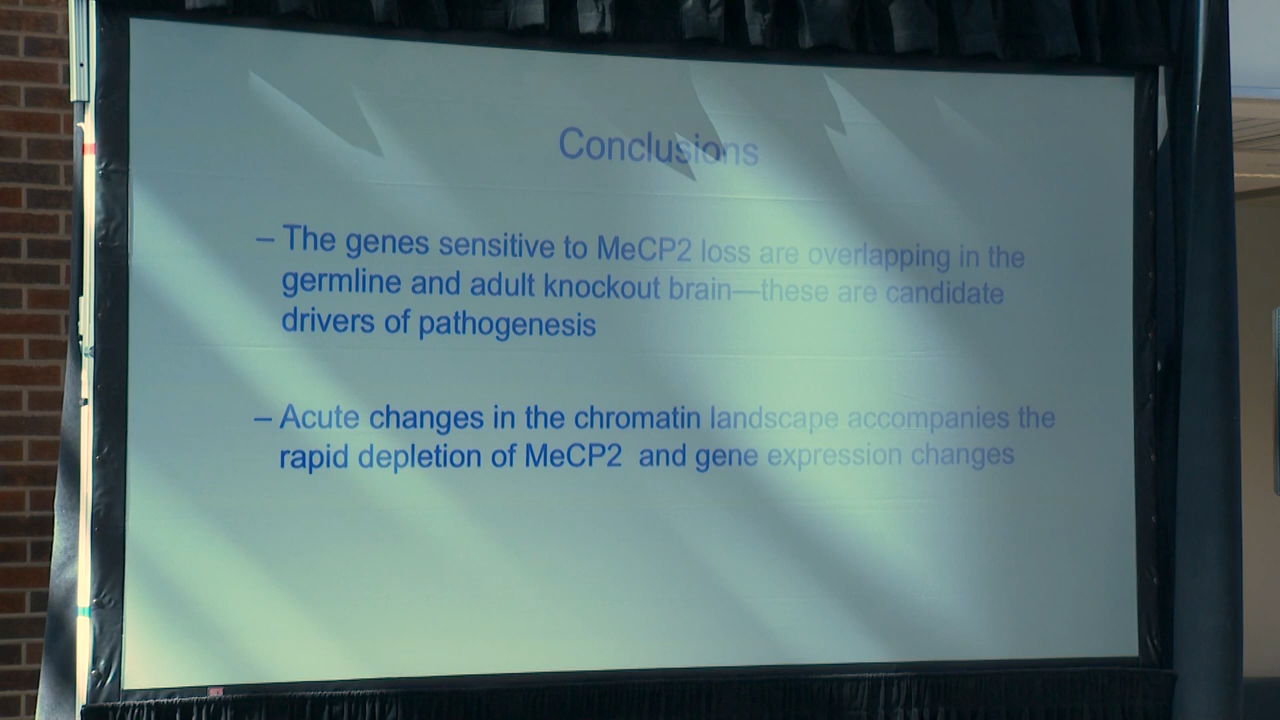 Conclusions
– The genes sensitive to MeCP2 loss are overlapping in the
germline and adult knockout brain—these are candidate
drivers of pathogenesis
– Acute changes in the chromatin landscape accompanies the
rapid depletion of MeCP2  and gene expression changes